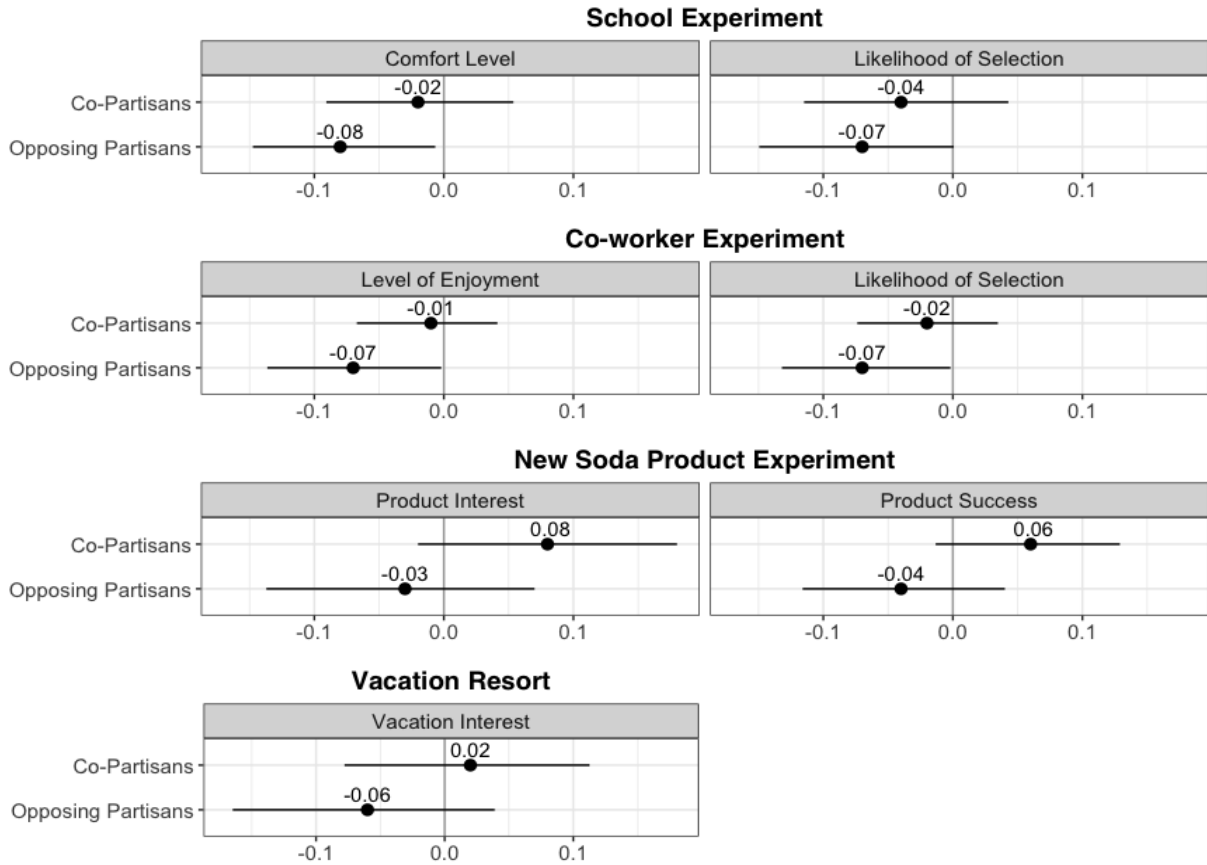 School Experiment
Comfort Level Likelihood of Selection
Co-Partisans -0.02 -0.04
Opposing Partisans -0.08 -0.07
-0.1 0.0 0.1 -0.1 0.0 0.1
Co-worker Experiment
Level of Enjoyment Likelihood of Selection
Co-Partisans -0.01 -0.02
Opposing Partisans -0.07 -0.07
-0.1 0.0 0.1 -0.1 0.0 0.1
New Soda Product Experiment
Product Interest Product Success
Co-Partisans 0.08 0.06
Opposing Partisans -0.03 -0.04
-0.1 0.0 0.1 -0.1 0.0 0.1
Vacation Resort
Vacation Interest
Co-Partisans 0.02
Opposing Partisans -0.06
-0.1 0.0 0.1